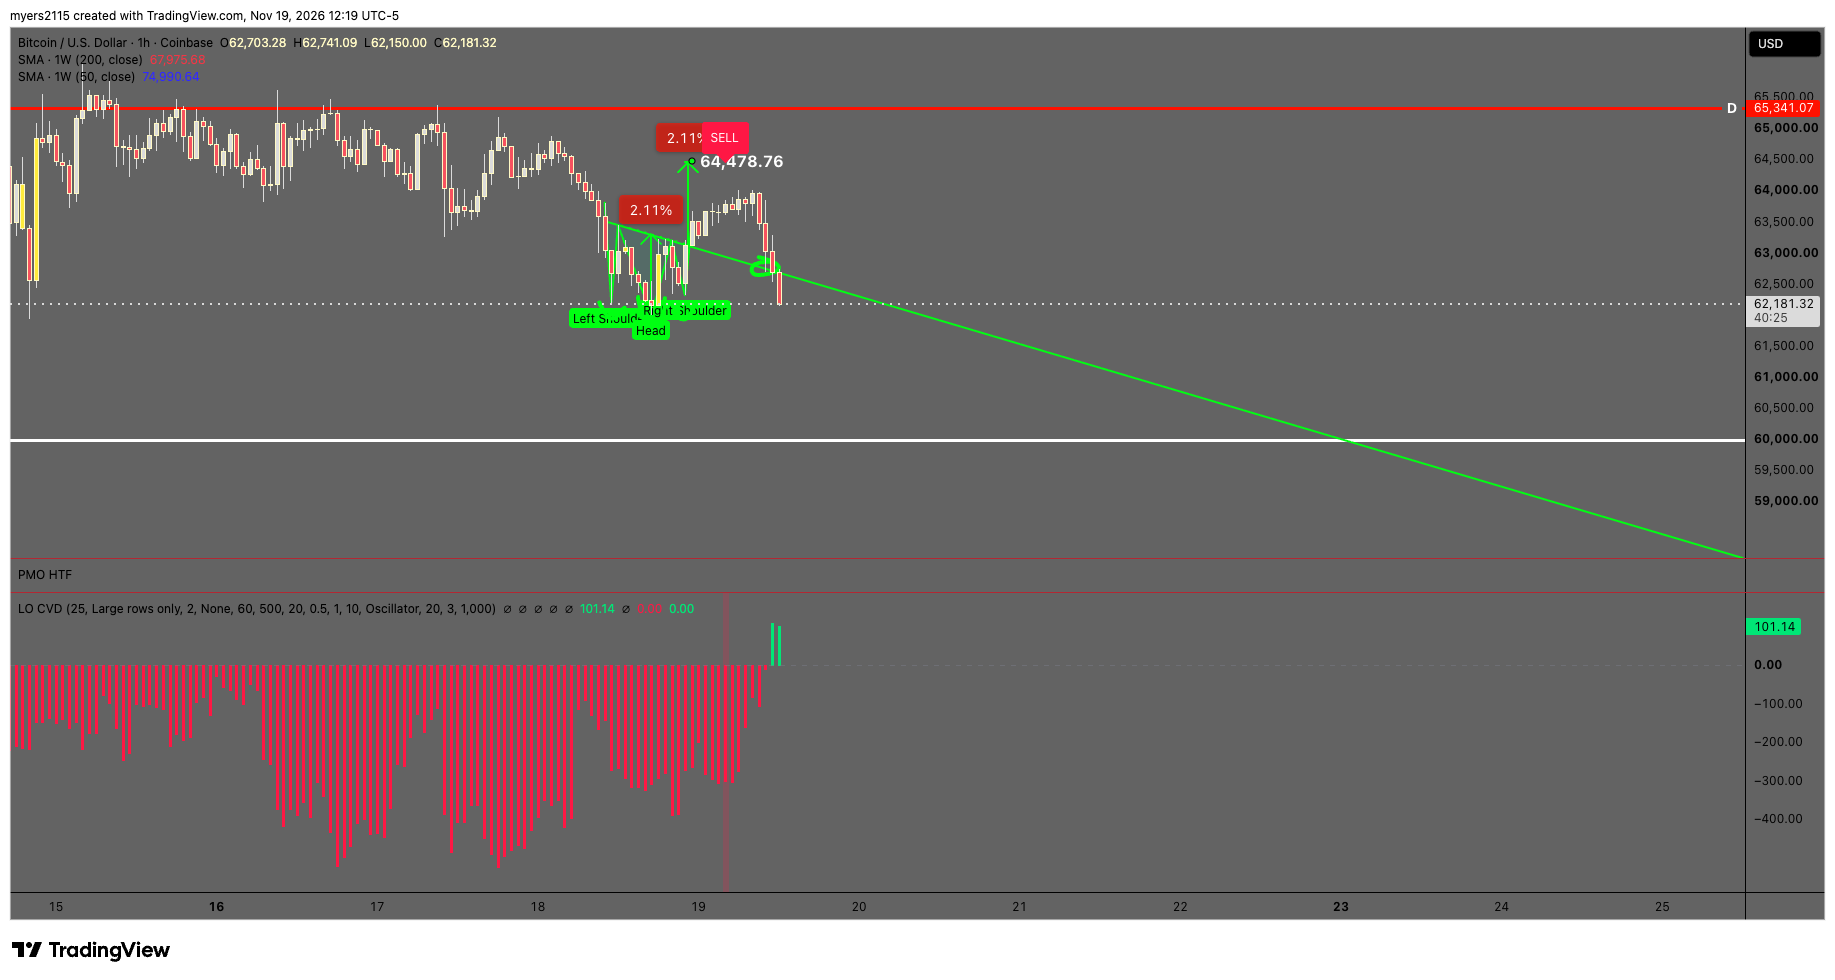 myers2115 created with TradingView.com, Nov 19, 2026 12:19 UTC-5
Bitcoin / U.S. Dollar · 1h · Coinbase O62,703.28 H62,741.09 L62,150.00 C62,181.32
SMA · 1W (200, close) 67,975.68
SMA · 1W (50, close) 74,990.64
USD
65,500.00
D 65,341.07
65,000.00
2.11% SELL
64,478.76
64,500.00
64,000.00
2.11%
63,500.00
63,000.00
62,500.00
62,181.32
40:25
Right Shoulder
Left Should
Head
61,500.00
61,000.00
60,500.00
60,000.00
59,500.00
59,000.00
PMO HTF
LO CVD (25, Large rows only, 2, None, 60, 500, 20, 0.5, 1, 10, Oscillator, 20, 3, 1,000) ∅ ∅ ∅ ∅ ∅ 101.14 ∅ 0.00 0.00
101.14
0.00
−100.00
−200.00
−300.00
−400.00
15 16 17 18 19 20 21 22 23 24 25
TradingView